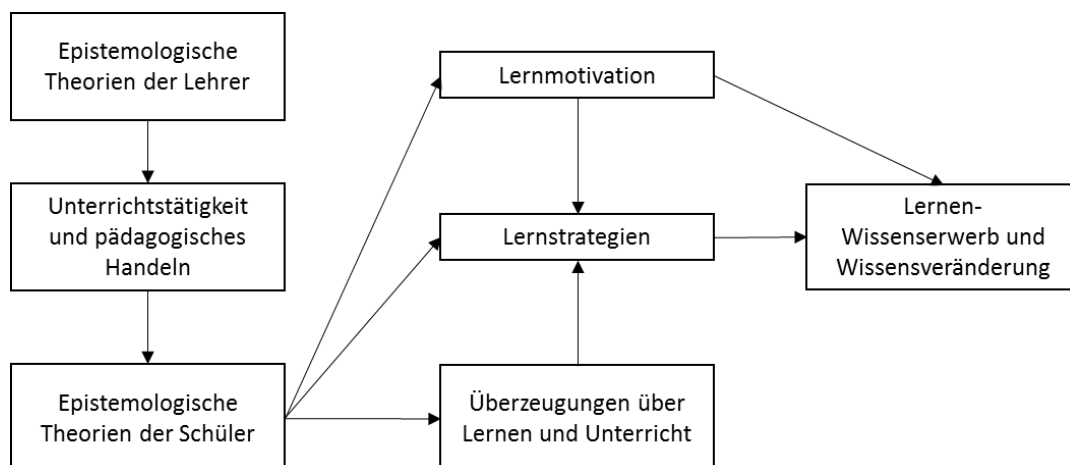 Epistemologische
Theorien der Lehrer
Unterrichtstätigkeit
und pädagogisches
Handeln
Epistemologische
Theorien der Schüler
Lernmotivation
Lernstrategien
Überzeugungen über
Lernen und Unterricht
Lernen-
Wissenserwerb und
Wissensveränderung